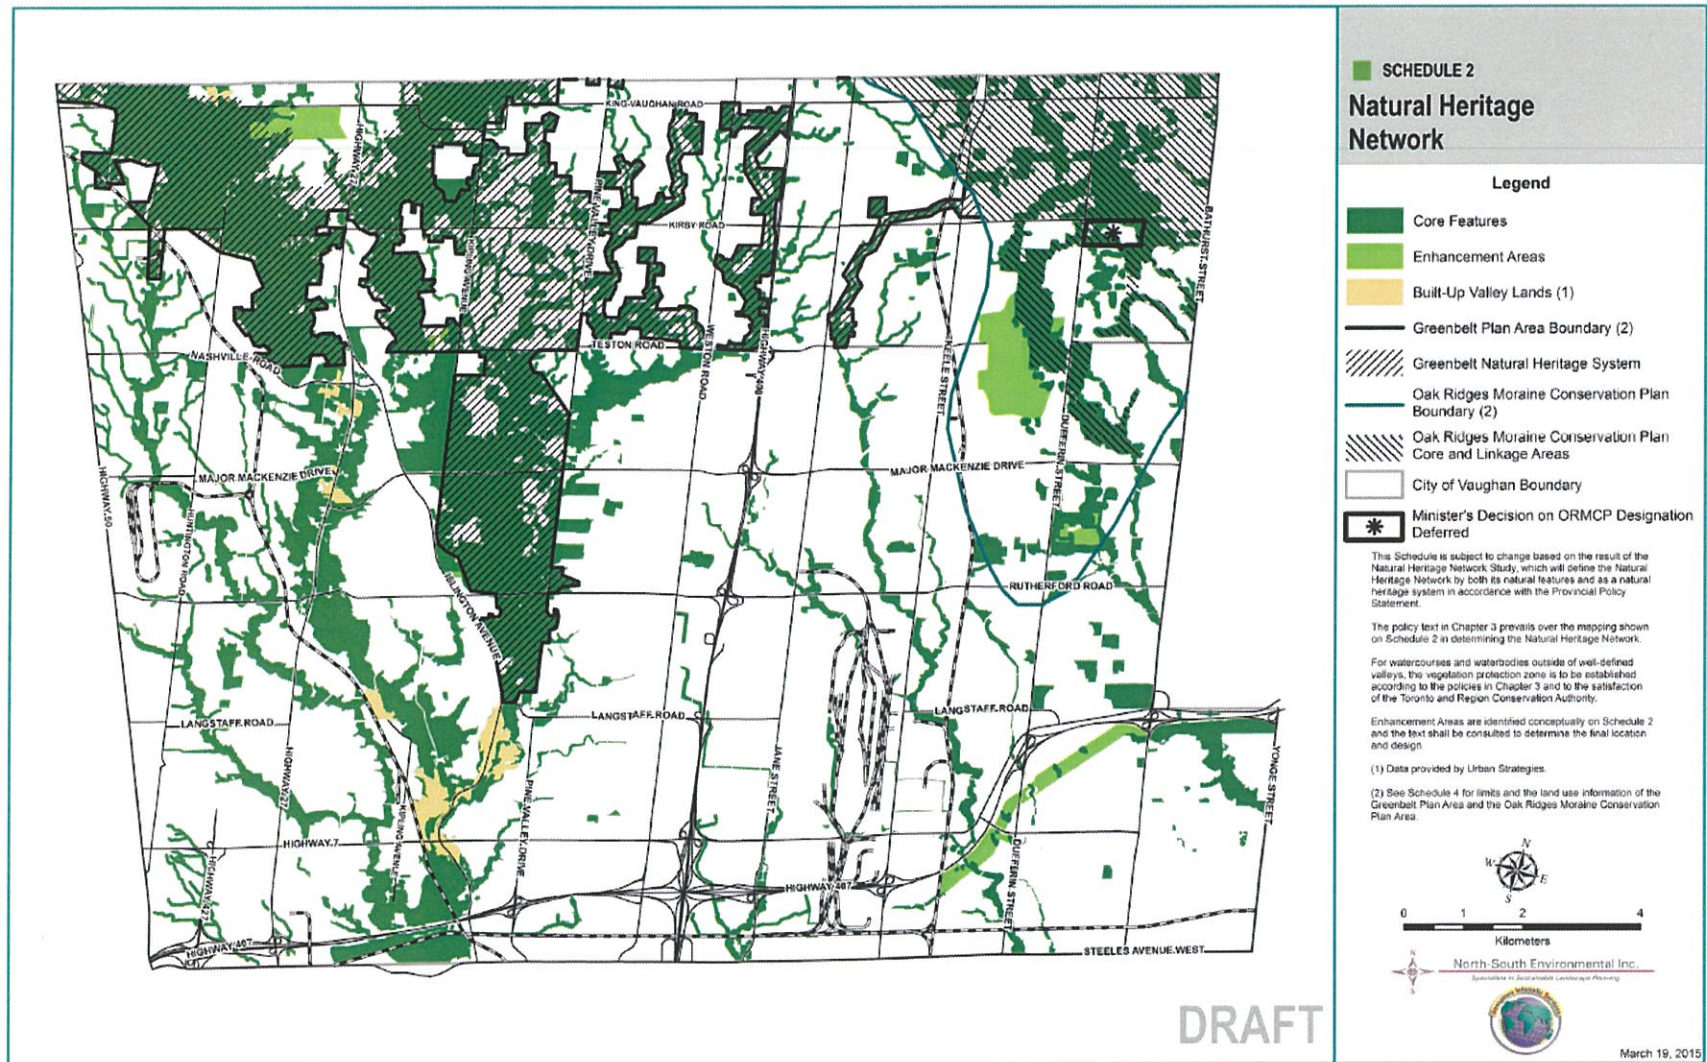 KING-VAUGHAN ROAD
HIGHWAY 27
PINE VALLEY DRIVE
KIPLING AVENUE
KIRBY ROAD
BATHURST STREET
NASHVILLE ROAD
TESTON ROAD
WESTON ROAD
HIGHWAY 400
KEELE STREET
DUFFERIN STREET
MAJOR MACKENZIE DRIVE
MAJOR MACKENZIE DRIVE
HIGHWAY 50
HUNTINGTON ROAD
ISLINGTON AVENUE
RUTHERFORD ROAD
LANGSTAFF ROAD
LANGSTAFF ROAD
LANGSTAFF ROAD
HIGHWAY 27
JANE STREET
YONGE STREET
PINE VALLEY DRIVE
KIPLING AVENUE
HIGHWAY 7
HIGHWAY 427
HIGHWAY 407
DUFFERIN STREET
HIGHWAY 407
STEELES AVENUE WEST
DRAFT
SCHEDULE 2
Natural Heritage
Network
Legend
Core Features
Enhancement Areas
Built-Up Valley Lands (1)
Greenbelt Plan Area Boundary (2)
Greenbelt Natural Heritage System
Oak Ridges Moraine Conservation Plan
Boundary (2)
Oak Ridges Moraine Conservation Plan
Core and Linkage Areas
City of Vaughan Boundary
Minister's Decision on ORMCP Designation
Deferred
This Schedule is subject to change based on the result of the
Natural Heritage Network Study, which will define the Natural
Heritage Network by both its natural features and as a natural
heritage system in accordance with the Provincial Policy
Statement.
The policy text in Chapter 3 prevails over the mapping shown
on Schedule 2 in determining the Natural Heritage Network.
For watercourses and waterbodies outside of well-defined
valleys, the vegetation protection zone is to be established
according to the policies in Chapter 3 and to the satisfaction
of the Toronto and Region Conservation Authority.
Enhancement Areas are identified conceptually on Schedule 2
and the text shall be consulted to determine the final location
and design.
(1) Data provided by Urban Strategies.
(2) See Schedule 4 for limits and the land use information of the
Greenbelt Plan Area and the Oak Ridges Moraine Conservation
Plan Area.
N
W
E
S
0 1 2 4
Kilometers
North-South Environmental Inc.
Specialists in Sustainable Landscape Planning
March 19, 2015